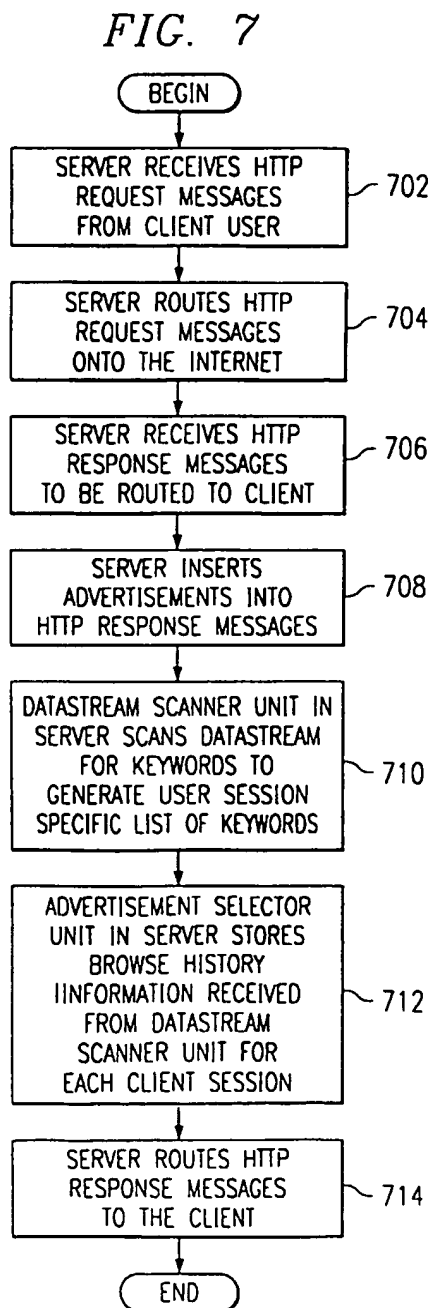 FIG. 7
BEGIN
SERVER RECEIVES HTTP
REQUEST MESSAGES
FROM CLIENT USER
702
SERVER ROUTES HTTP
REQUEST MESSAGES
ONTO THE INTERNET
704
SERVER RECEIVES HTTP
RESPONSE MESSAGES
TO BE ROUTED TO CLIENT
706
SERVER INSERTS
ADVERTISEMENTS INTO
HTTP RESPONSE MESSAGES
708
DATASTREAM SCANNER UNIT IN
SERVER SCANS DATASTREAM
FOR KEYWORDS TO
GENERATE USER SESSION
SPECIFIC LIST OF KEYWORDS
710
ADVERTISEMENT SELECTOR
UNIT IN SERVER STORES
BROWSE HISTORY
IINFORMATION RECEIVED
FROM DATASTREAM
SCANNER UNIT FOR
EACH CLIENT SESSION
712
SERVER ROUTES HTTP
RESPONSE MESSAGES
TO THE CLIENT
714
END